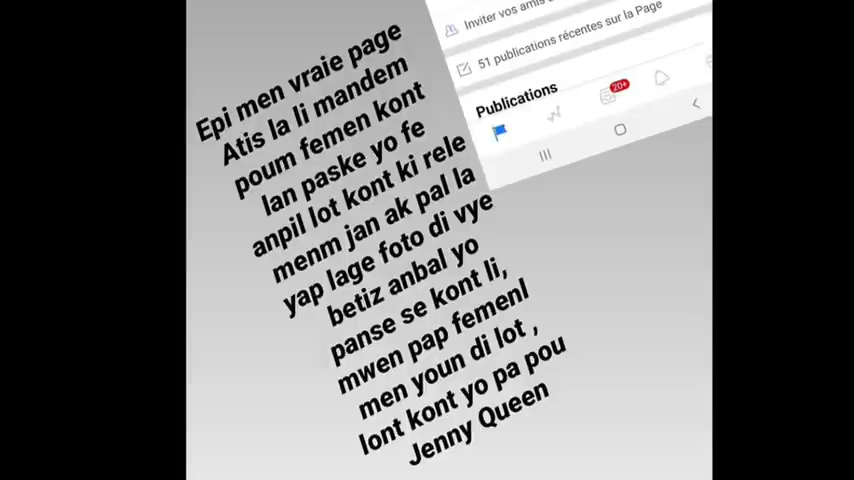 Inviter vos amis
51 publications récentes sur la Page
Publications
20+
Epi men vraie page
Atis la li mandem
poum femen kont
lan paske yo fe
anpil lot kont ki rele
menm jan ak pal la
yap lage foto di vye
betiz anbal yo
panse se kont li,
mwen pap femenl
men youn di lot ,
lont kont yo pa pou
Jenny Queen